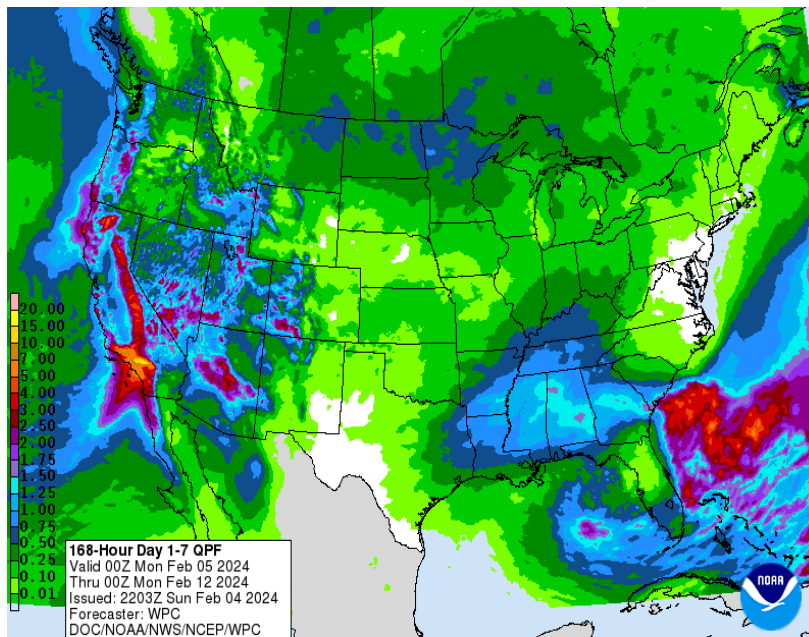 20.00
15.00
10.00
7.00
5.00
4.00
3.00
2.50
2.00
1.75
1.50
1.25
1.00
0.75
0.50
0.25
0.10
0.01
168-Hour Day 1-7 QPF
Valid 00Z Mon Feb 05 2024
Thru 00Z Mon Feb 12 2024
Issued: 2203Z Sun Feb 04 2024
Forecaster: WPC
DOC/NOAA/NWS/NCEP/WPC
NOAA